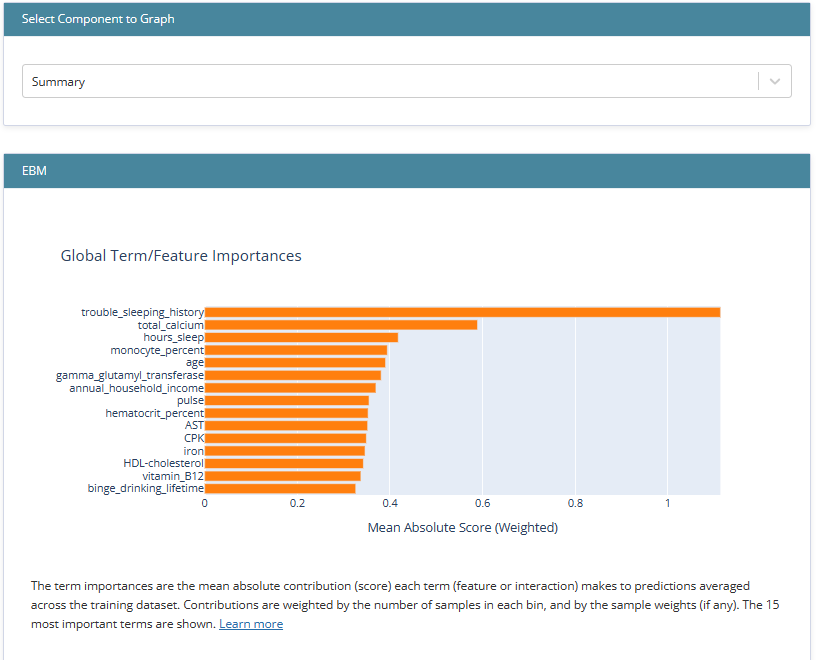 Select Component to Graph
Summary
EBM
Global Term/Feature Importances
trouble_sleeping_history
total_calcium
hours_sleep
monocyte_percent
age
gamma_glutamyl_transferase
annual_household_income
pulse
hematocrit_percent
AST
CPK
iron
HDL-cholesterol
vitamin_B12
binge_drinking_lifetime
0 0.2 0.4 0.6 0.8 1
Mean Absolute Score (Weighted)
The term importances are the mean absolute contribution (score) each term (feature or interaction) makes to predictions averaged
across the training dataset. Contributions are weighted by the number of samples in each bin, and by the sample weights (if any). The 15
most important terms are shown. Learn more